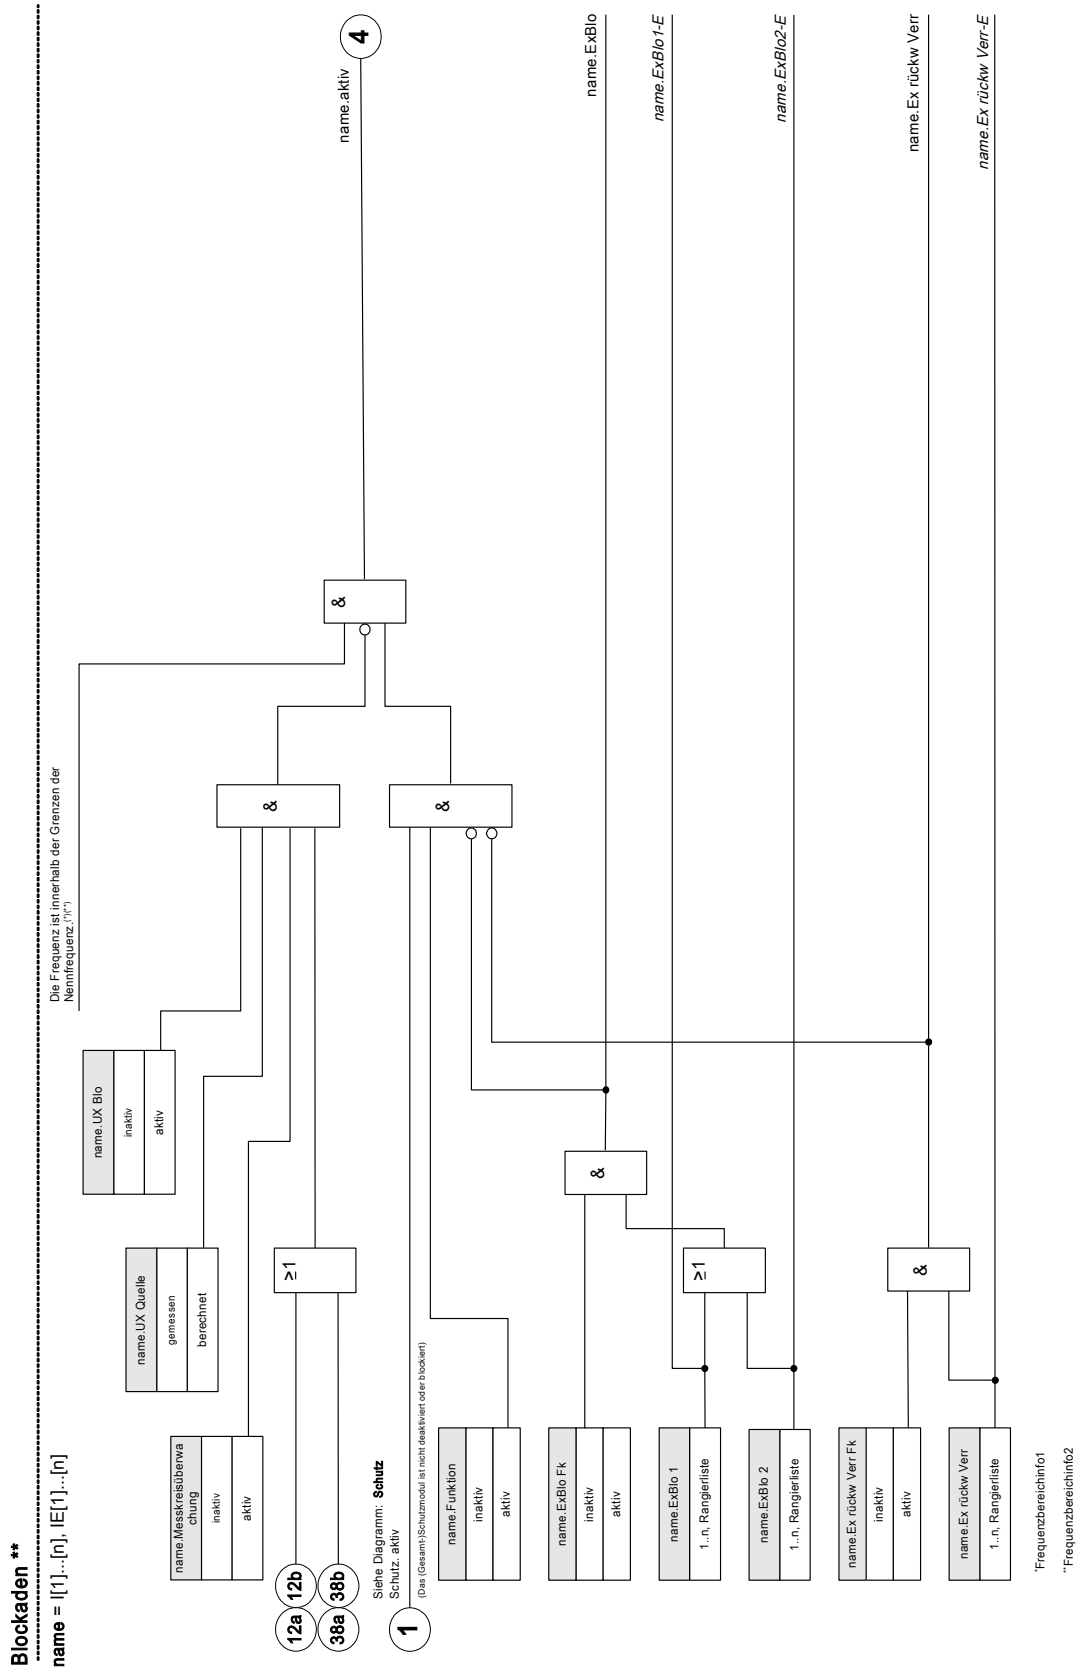 Blockaden **
name = I[1]...[n], IE[1]...[n]
Die Frequenz ist innerhalb der Grenzen der
Nennfrequenz.(*)(**)
name.UX Blo
inaktiv
aktiv
name.UX Quelle
gemessen
berechnet
name.Messkreisüberwa
chung
inaktiv
aktiv
12a
12b
38a
38b
≥1
&
&
&
name.aktiv
4
Siehe Diagramm: Schutz
Schutz. aktiv
1
(Das (Gesamt-)Schutzmodul ist nicht deaktiviert oder blockiert)
name.Funktion
inaktiv
aktiv
name.ExBlo Fk
inaktiv
aktiv
&
name.ExBlo
name.ExBlo 1
1..n, Rangierliste
≥1
name.ExBlo1-E
name.ExBlo 2
1..n, Rangierliste
name.ExBlo2-E
name.Ex rückw Verr Fk
inaktiv
aktiv
&
name.Ex rückw Verr
name.Ex rückw Verr
1..n, Rangierliste
name.Ex rückw Verr-E
*Frequenzbereichinfo1
**Frequenzbereichinfo2